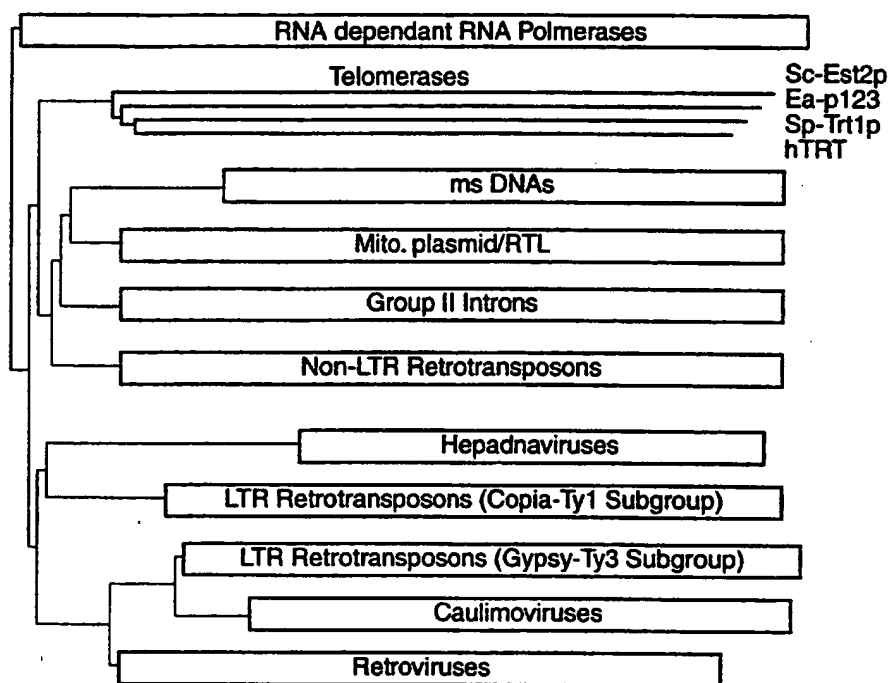 RNA dependant RNA Polmerases
Telomerases
Sc-Est2p
Ea-p123
Sp-Trt1p
hTRT
ms DNAs
Mito. plasmid/RTL
Group II Introns
Non-LTR Retrotransposons
Hepadnaviruses
LTR Retrotransposons (Copia-Ty1 Subgroup)
LTR Retrotransposons (Gypsy-Ty3 Subgroup)
Caulimoviruses
Retroviruses